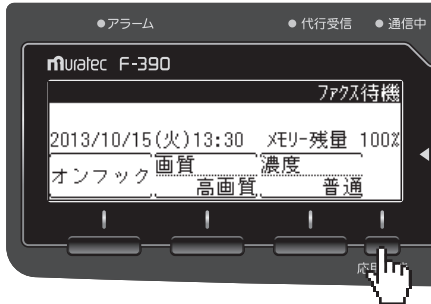 アラーム 代行受信 通信中
muratec F-390
ファクス待機
2013/10/15(火)13:30 メモリー残量 100%
オンフック 画質 高画質 濃度 普通